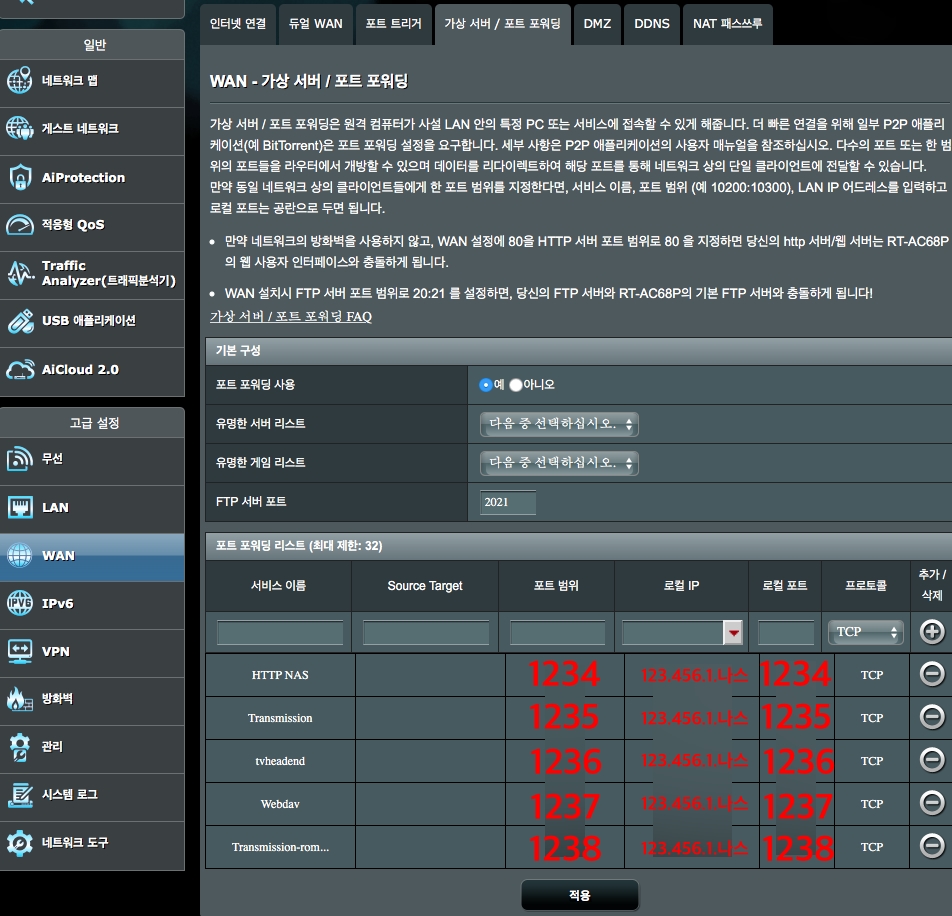 인터넷 연결
듀얼 WAN
포트 트리거
가상 서버 / 포트 포워딩
DMZ
DDNS
NAT 패스쓰루
일반
네트워크 맵
게스트 네트워크
AiProtection
적응형 QoS
Traffic
Analyzer(트래픽분석기)
USB 애플리케이션
AiCloud 2.0
고급 설정
무선
LAN
WAN
IPv6
VPN
방화벽
관리
시스템 로그
네트워크 도구
WAN - 가상 서버 / 포트 포워딩
가상 서버 / 포트 포워딩은 원격 컴퓨터가 사설 LAN 안의 특정 PC 또는 서비스에 접속할 수 있게 해줍니다. 더 빠른 연결을 위해 일부 P2P 애플리
케이션(예 BitTorrent)은 포트 포워딩 설정을 요구합니다. 세부 사항은 P2P 애플리케이션의 사용자 매뉴얼을 참조하십시오. 다수의 포트 또는 한 범
위의 포트들을 라우터에서 개방할 수 있으며 데이터를 리다이렉트하여 해당 포트를 통해 네트워크 상의 단일 클라이언트에 전달할 수 있습니다.
만약 동일 네트워크 상의 클라이언트들에게 한 포트 범위를 지정한다면, 서비스 이름, 포트 범위 (예 10200:10300), LAN IP 어드레스를 입력하고
로컬 포트는 공란으로 두면 됩니다.
• 만약 네트워크의 방화벽을 사용하지 않고, WAN 설정에 80을 HTTP 서버 포트 범위로 80 을 지정하면 당신의 http 서버/웹 서버는 RT-AC68P
의 웹 사용자 인터페이스와 충돌하게 됩니다.
• WAN 설치시 FTP 서버 포트 범위로 20:21 를 설정하면, 당신의 FTP 서버와 RT-AC68P의 기본 FTP 서버와 충돌하게 됩니다!
가상 서버 / 포트 포워딩 FAQ
기본 구성
포트 포워딩 사용 예 아니오
유명한 서버 리스트 다음 중 선택하십시오.
유명한 게임 리스트 다음 중 선택하십시오.
FTP 서버 포트 2021
포트 포워딩 리스트 (최대 제한: 32)
서비스 이름 Source Target 포트 범위 로컬 IP 로컬 포트 프로토콜 추가 /
삭제
TCP
HTTP NAS 1234 123.456.1.나스 1234 TCP
Transmission 1235 123.456.1.나스 1235 TCP
tvheadend 1236 123.456.1.나스 1236 TCP
Webdav 1237 123.456.1.나스 1237 TCP
Transmission-rom... 1238 123.456.1.나스 1238 TCP
적용